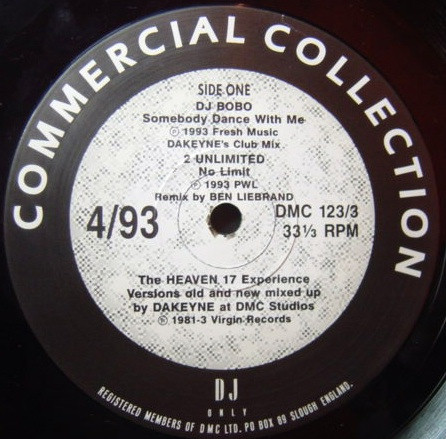 COMMERCIAL COLLECTION
SIDE ONE
DJ BOBO
Somebody Dance With Me
℗ 1993 Fresh Music
DAKEYNE's Club Mix
2 UNLIMITED
No Limit
℗ 1993 PWL
Remix by BEN LIEBRAND
4/93
DMC 123/3
33⅓ RPM
The HEAVEN 17 Experience
Versions old and new mixed up
by DAKEYNE at DMC Studios
℗ 1981-3 Virgin Records
DJ
ONLY
REGISTERED MEMBERS OF DMC LTD. PO BOX 89 SLOUGH ENGLAND.